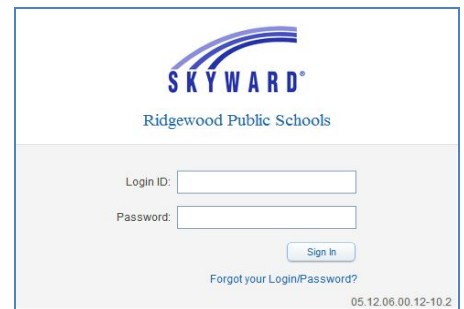 SKYWARD®
Ridgewood Public Schools
Login ID:
Password:
Sign In
Forgot your Login/Password?
05.12.06.00.12-10.2